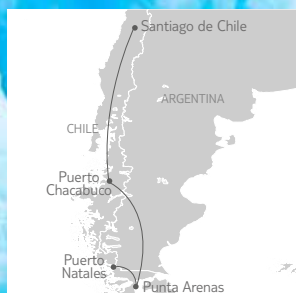 Santiago de Chile
ARGENTINA
CHILE
Puerto
Chacabuco
Puerto
Natales
Punta Arenas